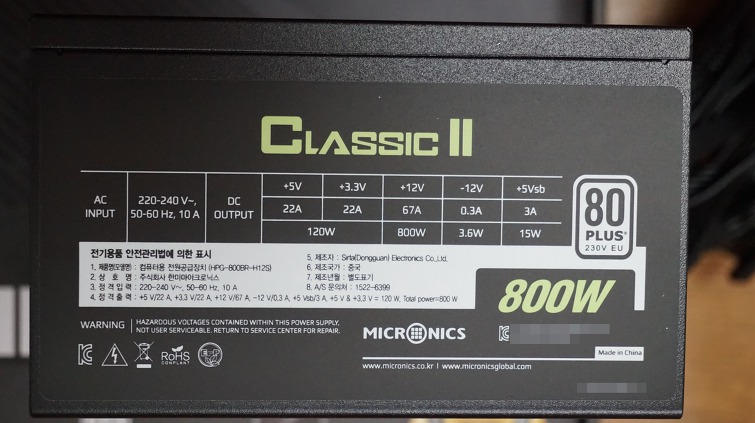 CLASSIC II
AC INPUT
220-240 V~, 50-60 Hz, 10 A
DC OUTPUT
+5V +3.3V +12V -12V +5Vsb
22A 22A 67A 0.3A 3A
120W 800W 3.6W 15W
80 PLUS
230V EU
전기용품 안전관리법에 의한 표시
1. 제품명(모델명) : 컴퓨터용 전원공급장치 (HPG-800BR-H12S)
2. 상 호 명 : 주식회사 한미마이크로닉스
3. 정 격 입 력 : 220-240 V~, 50-60 Hz, 10 A
4. 정 격 출 력 : +5 V/22 A, +3.3 V/22 A, +12 V/67 A, -12 V/0.3 A, +5 Vsb/3 A, +5 V & +3.3 V = 120 W, Total power=800 W
5. 제조자 : Sirfa(Dongguan) Electronics Co.,Ltd.
6. 제조국가 : 중국
7. 제조년월 : 별도표기
8. A/S 문의처 : 1522-6399
800W
WARNING
HAZARDOUS VOLTAGES CONTAINED WITHIN THIS POWER SUPPLY,
NOT USER SERVICEABLE. RETURN TO SERVICE CENTER FOR REPAIR.
RoHS
COMPLIANT
MICRONICS
www.micronics.co.kr | www.micronicsglobal.com
Made in China